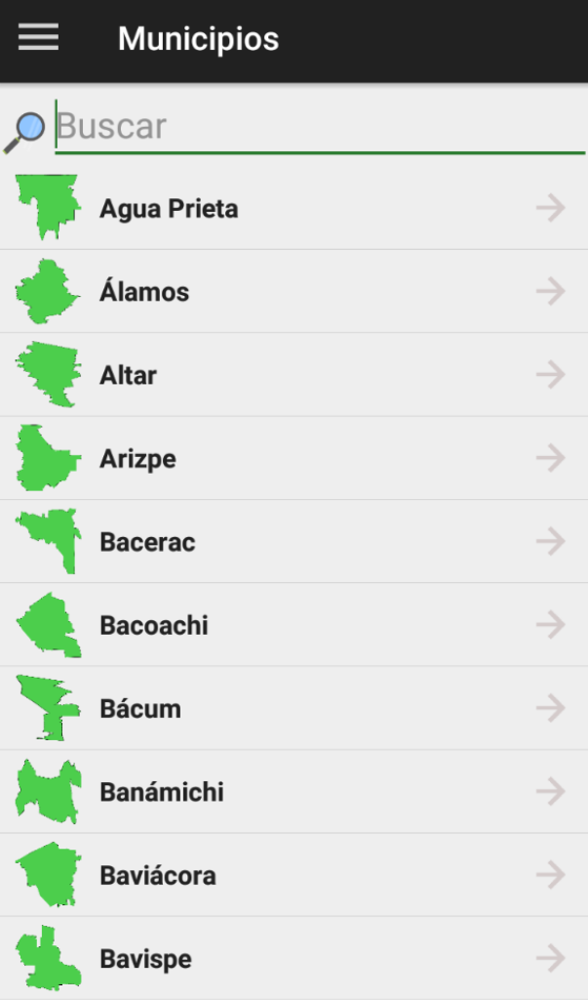 Municipios
Buscar
Agua Prieta
Álamos
Altar
Arizpe
Bacerac
Bacoachi
Bácum
Banámichi
Baviácora
Bavispe